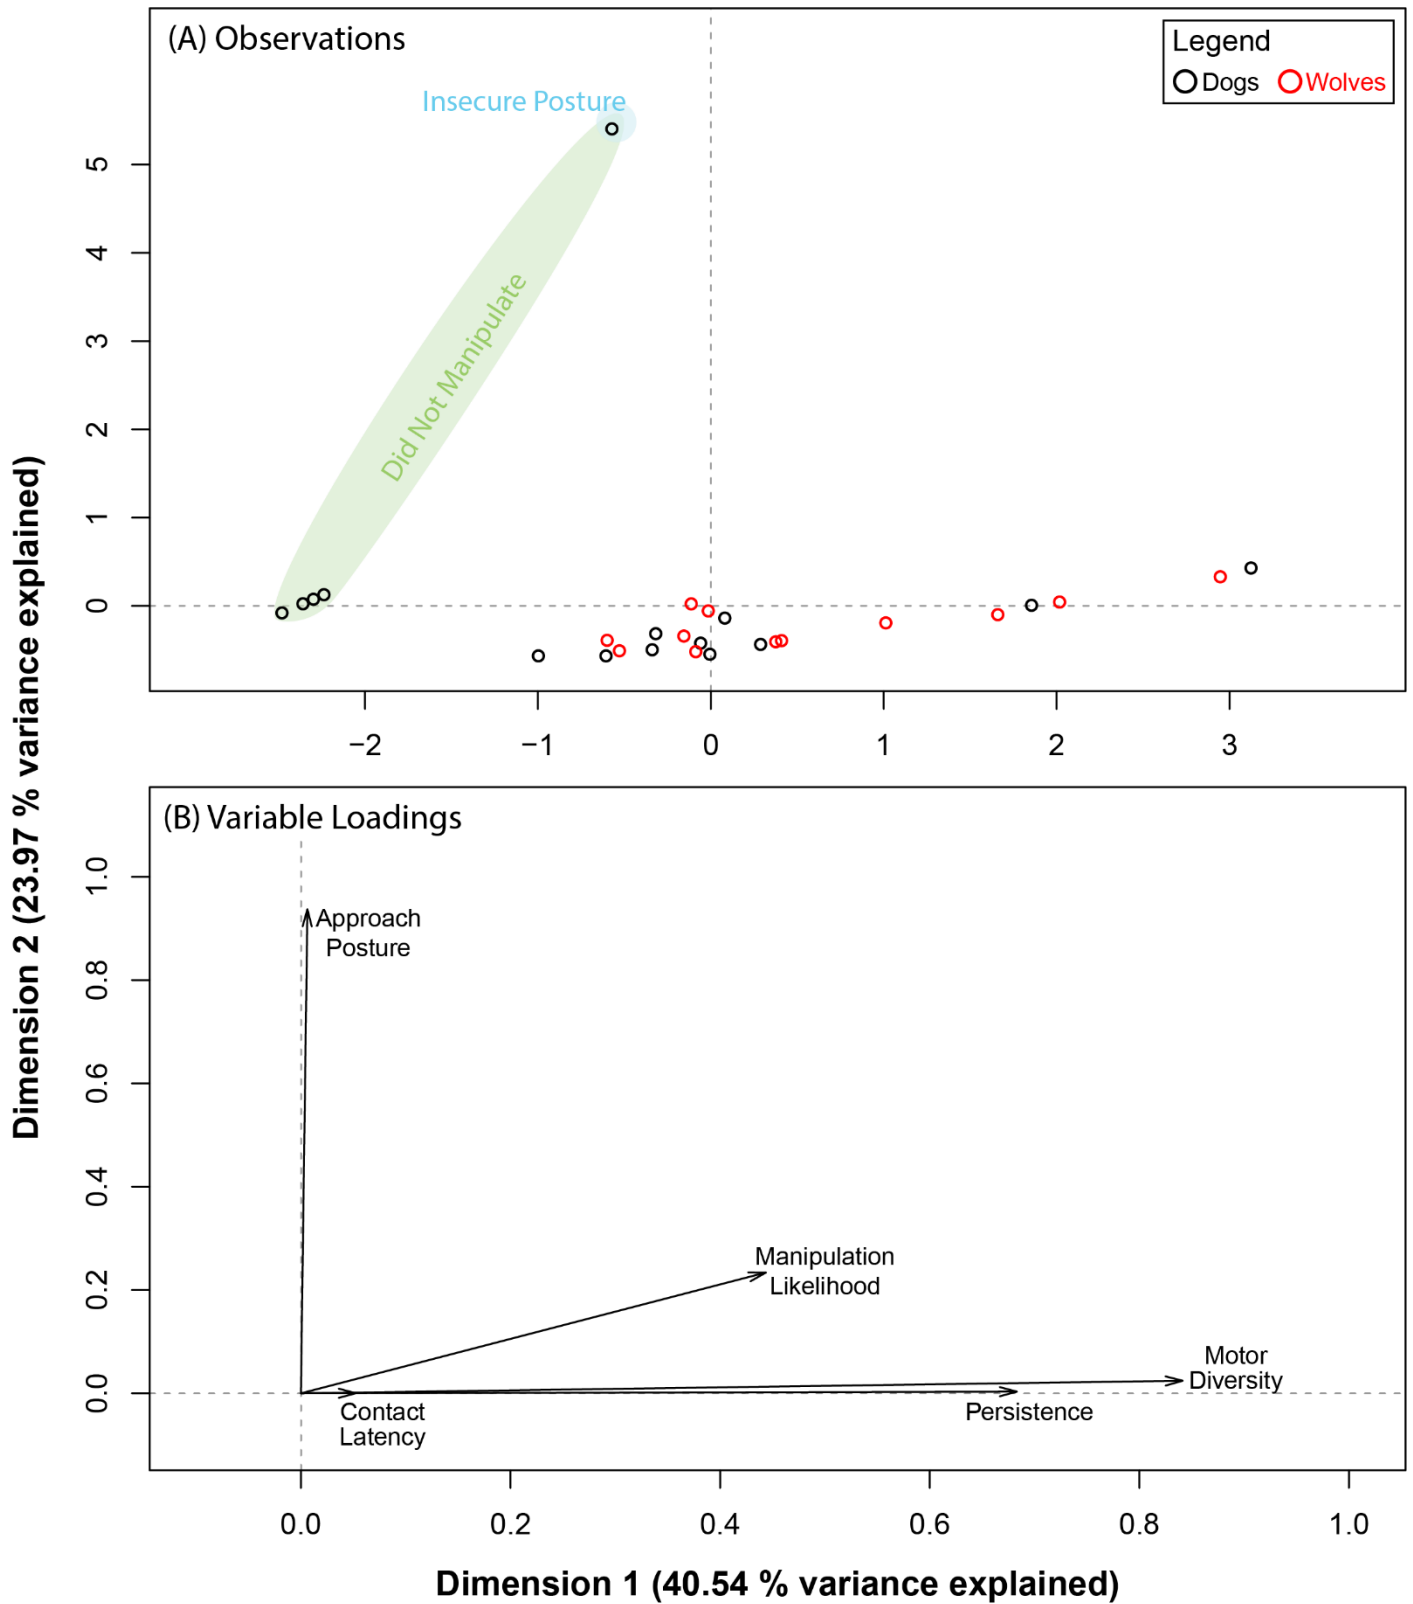 (A) Observations
Legend
Dogs Wolves
Insecure Posture
Did Not Manipulate
5
4
3
2
1
0
−2 −1 0 1 2 3
Dimension 2 (23.97 % variance explained)
(B) Variable Loadings
1.0
0.8
0.6
0.4
0.2
0.0
Approach
Posture
Manipulation
Likelihood
Motor
Diversity
Persistence
Contact
Latency
0.0 0.2 0.4 0.6 0.8 1.0
Dimension 1 (40.54 % variance explained)